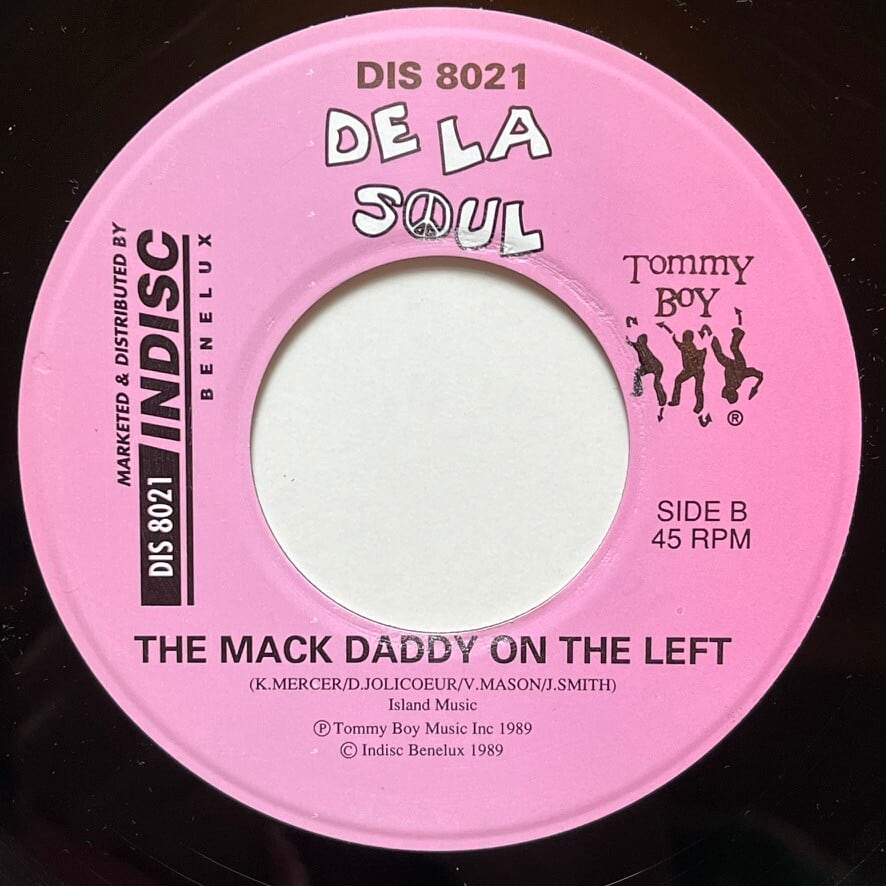 DIS 8021
DE LA
SOUL
MARKETED & DISTRIBUTED BY
DIS 8021 INDISC
BENELUX
TOMMY
BOY
®
SIDE B
45 RPM
THE MACK DADDY ON THE LEFT
(K.MERCER/D.JOLICOEUR/V.MASON/J.SMITH)
Island Music
℗ Tommy Boy Music Inc 1989
© Indisc Benelux 1989